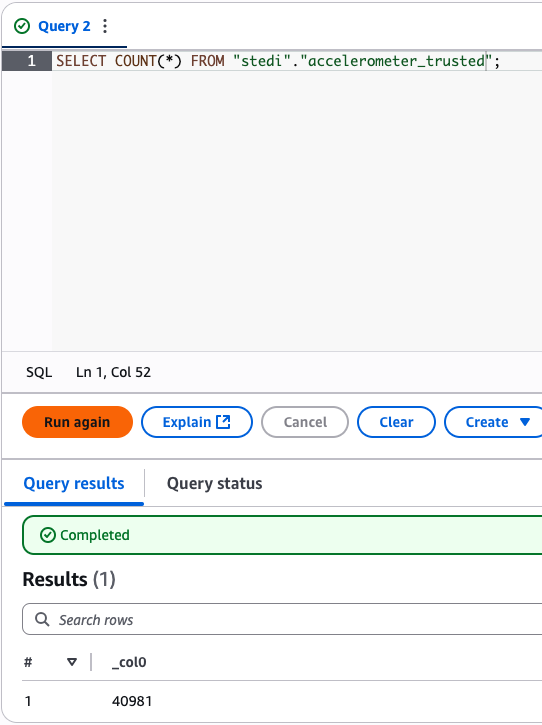 Query 2
1 SELECT COUNT(*) FROM "stedi"."accelerometer_trusted";
SQL Ln 1, Col 52
Run again Explain Cancel Clear Create
Query results Query status
Completed
Results (1)
Search rows
# _col0
1 40981